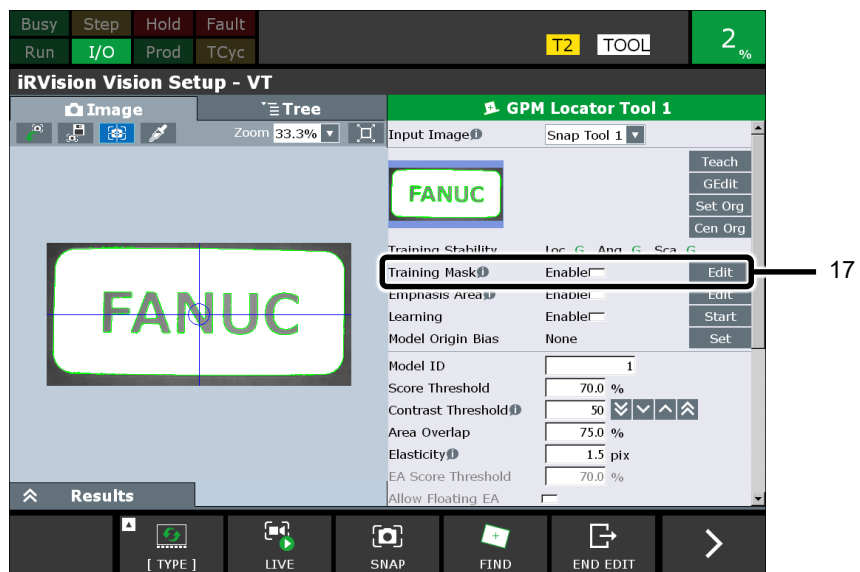 Busy Step Hold Fault
Run I/O Prod TCyc
T2 TOOL 2%
iRVision Vision Setup - VT
Image Tree
GPM Locator Tool 1
Zoom 33.3%
Input Image Snap Tool 1
FANUC
Teach
GEdit
Set Org
Cen Org
Training Stability Loc G Ang G Sca G
Training Mask Enable Edit
17
Emphasis Area Enable Edit
Learning Enable Start
Model Origin Bias None Set
FANUC
Model ID 1
Score Threshold 70.0 %
Contrast Threshold 50
Area Overlap 75.0 %
Elasticity 1.5 pix
EA Score Threshold 70.0 %
Allow Floating EA
Results
[ TYPE ] LIVE SNAP FIND END EDIT